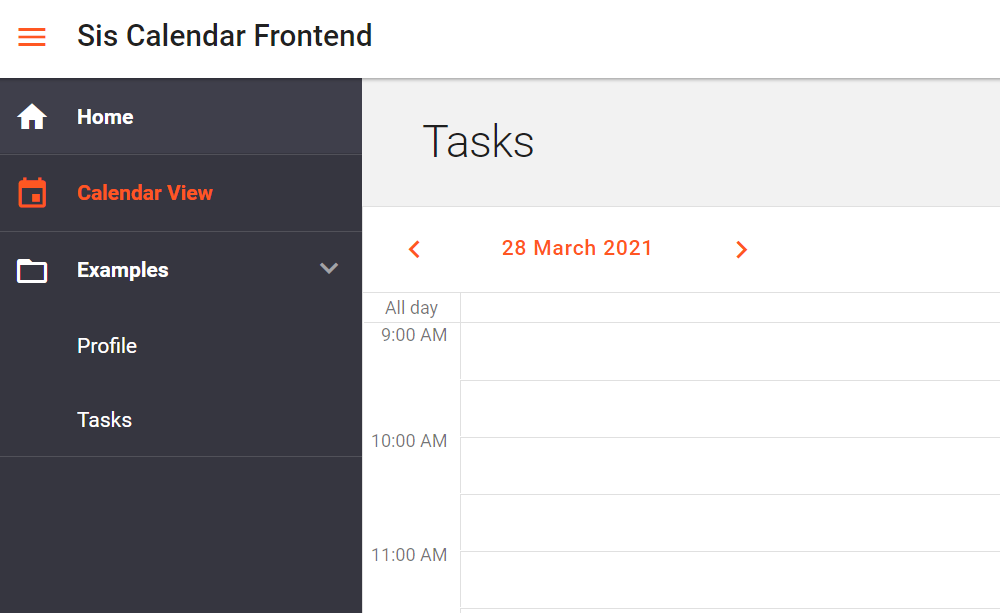 Sis Calendar Frontend
Home
Calendar View
Examples
Profile
Tasks
Tasks
28 March 2021
All day
9:00 AM
10:00 AM
11:00 AM